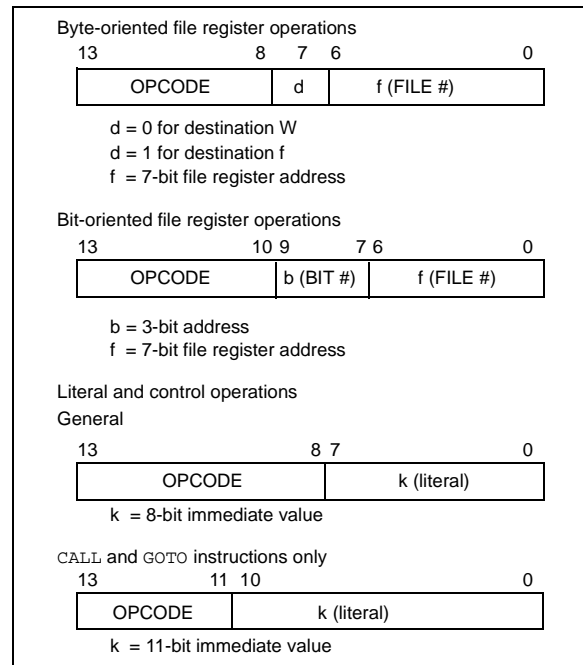 Byte-oriented file register operations
13 8 7 6 0
OPCODE d f (FILE #)
d = 0 for destination W
d = 1 for destination f
f = 7-bit file register address
Bit-oriented file register operations
13 10 9 7 6 0
OPCODE b (BIT #) f (FILE #)
b = 3-bit address
f = 7-bit file register address
Literal and control operations
General
13 8 7 0
OPCODE k (literal)
k = 8-bit immediate value
CALL and GOTO instructions only
13 11 10 0
OPCODE k (literal)
k = 11-bit immediate value